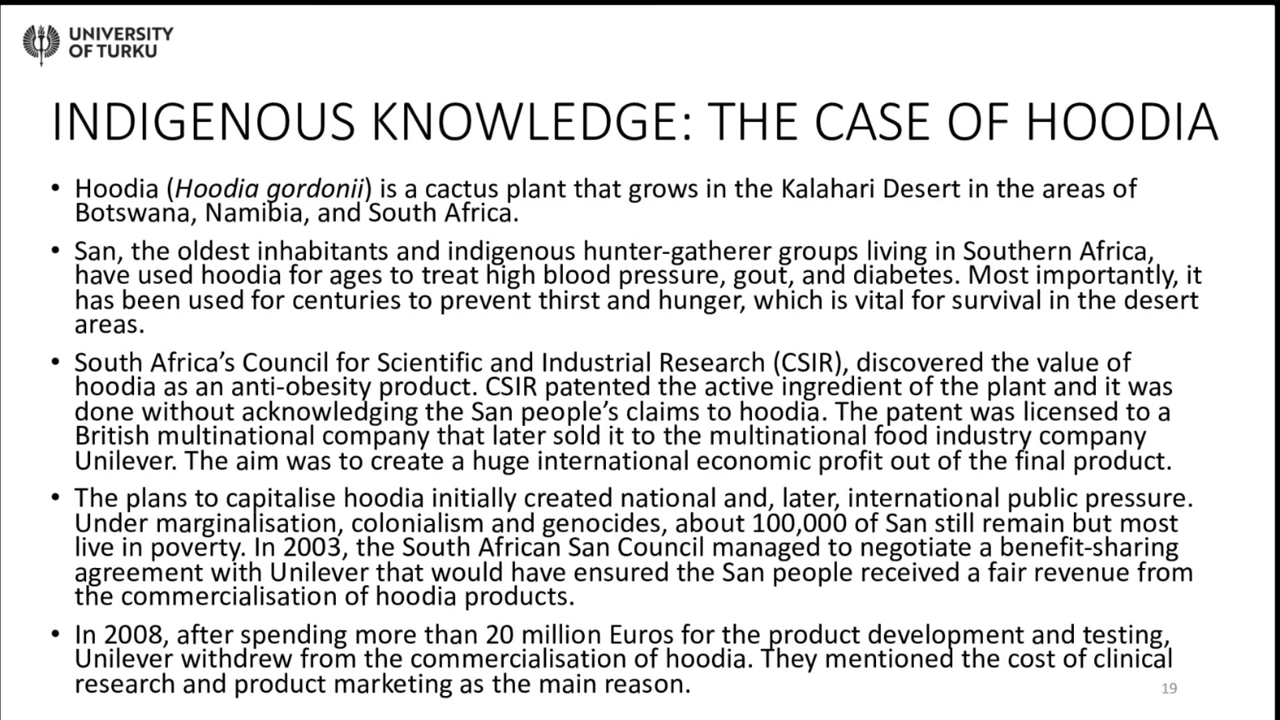 UNIVERSITY
OF TURKU
INDIGENOUS KNOWLEDGE: THE CASE OF HOODIA
• Hoodia (Hoodia gordonii) is a cactus plant that grows in the Kalahari Desert in the areas of
Botswana, Namibia, and South Africa.
• San, the oldest inhabitants and indigenous hunter-gatherer groups living in Southern Africa,
have used hoodia for ages to treat high blood pressure, gout, and diabetes. Most importantly, it
has been used for centuries to prevent thirst and hunger, which is vital for survival in the desert
areas.
• South Africa’s Council for Scientific and Industrial Research (CSIR), discovered the value of
hoodia as an anti-obesity product. CSIR patented the active ingredient of the plant and it was
done without acknowledging the San people’s claims to hoodia. The patent was licensed to a
British multinational company that later sold it to the multinational food industry company
Unilever. The aim was to create a huge international economic profit out of the final product.
• The plans to capitalise hoodia initially created national and, later, international public pressure.
Under marginalisation, colonialism and genocides, about 100,000 of San still remain but most
live in poverty. In 2003, the South African San Council managed to negotiate a benefit-sharing
agreement with Unilever that would have ensured the San people received a fair revenue from
the commercialisation of hoodia products.
• In 2008, after spending more than 20 million Euros for the product development and testing,
Unilever withdrew from the commercialisation of hoodia. They mentioned the cost of clinical
research and product marketing as the main reason.
19